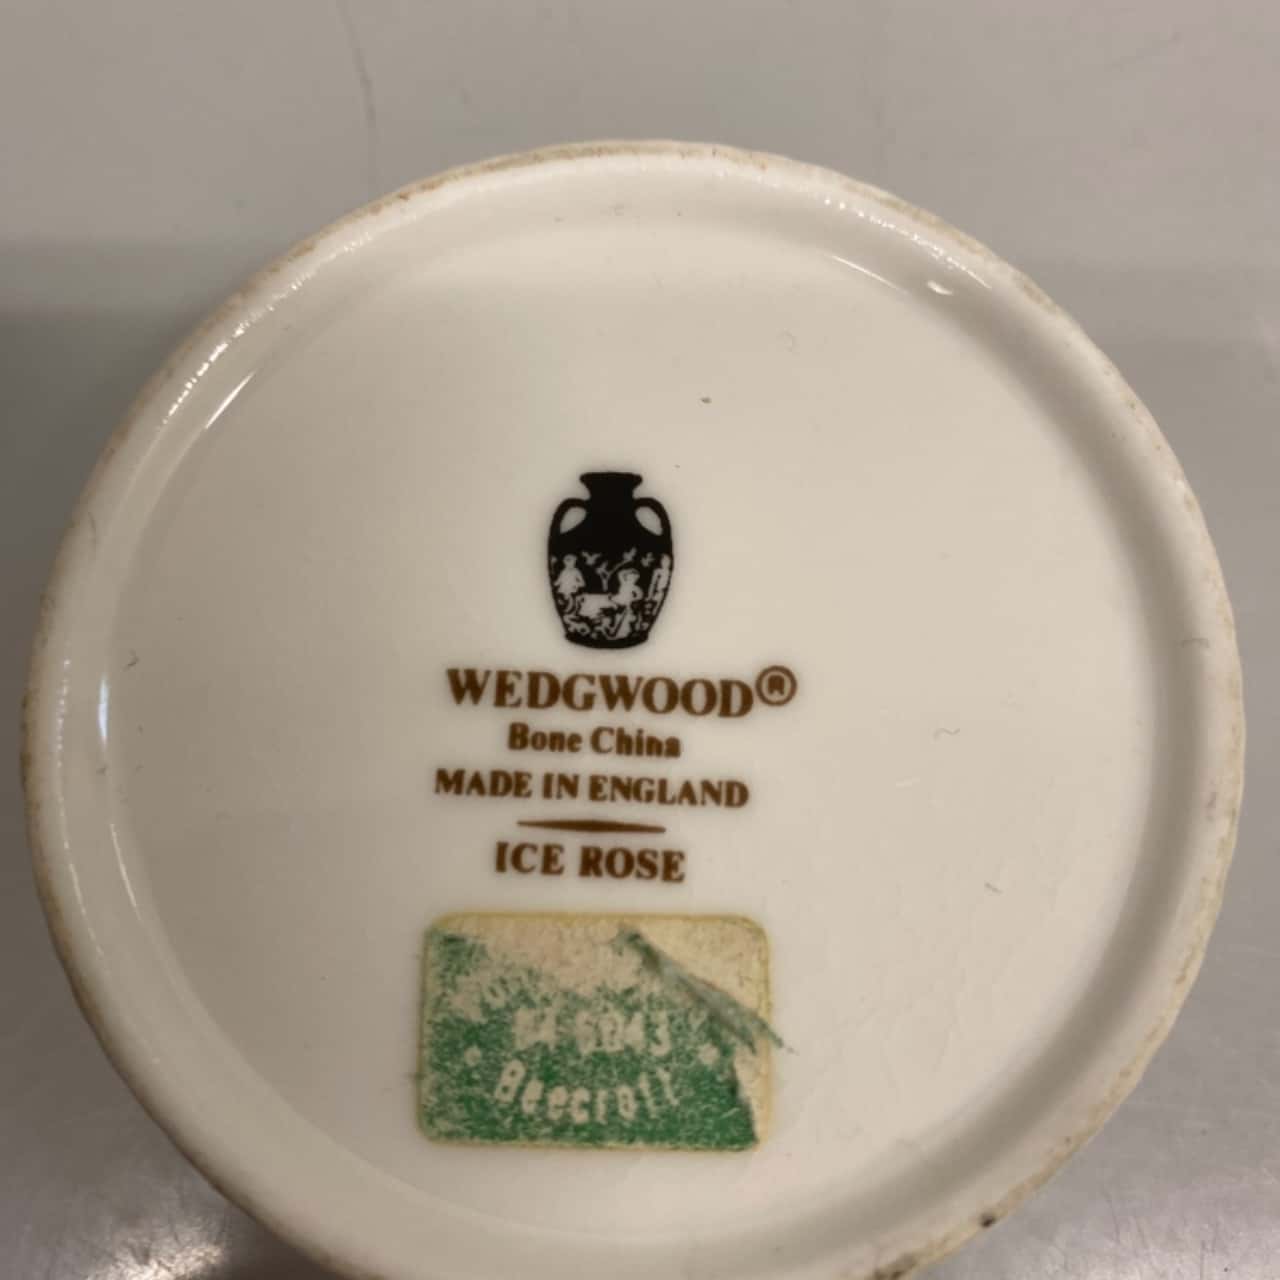 WEDGWOOD®
Bone China
MADE IN ENGLAND
ICE ROSE
Beecroft